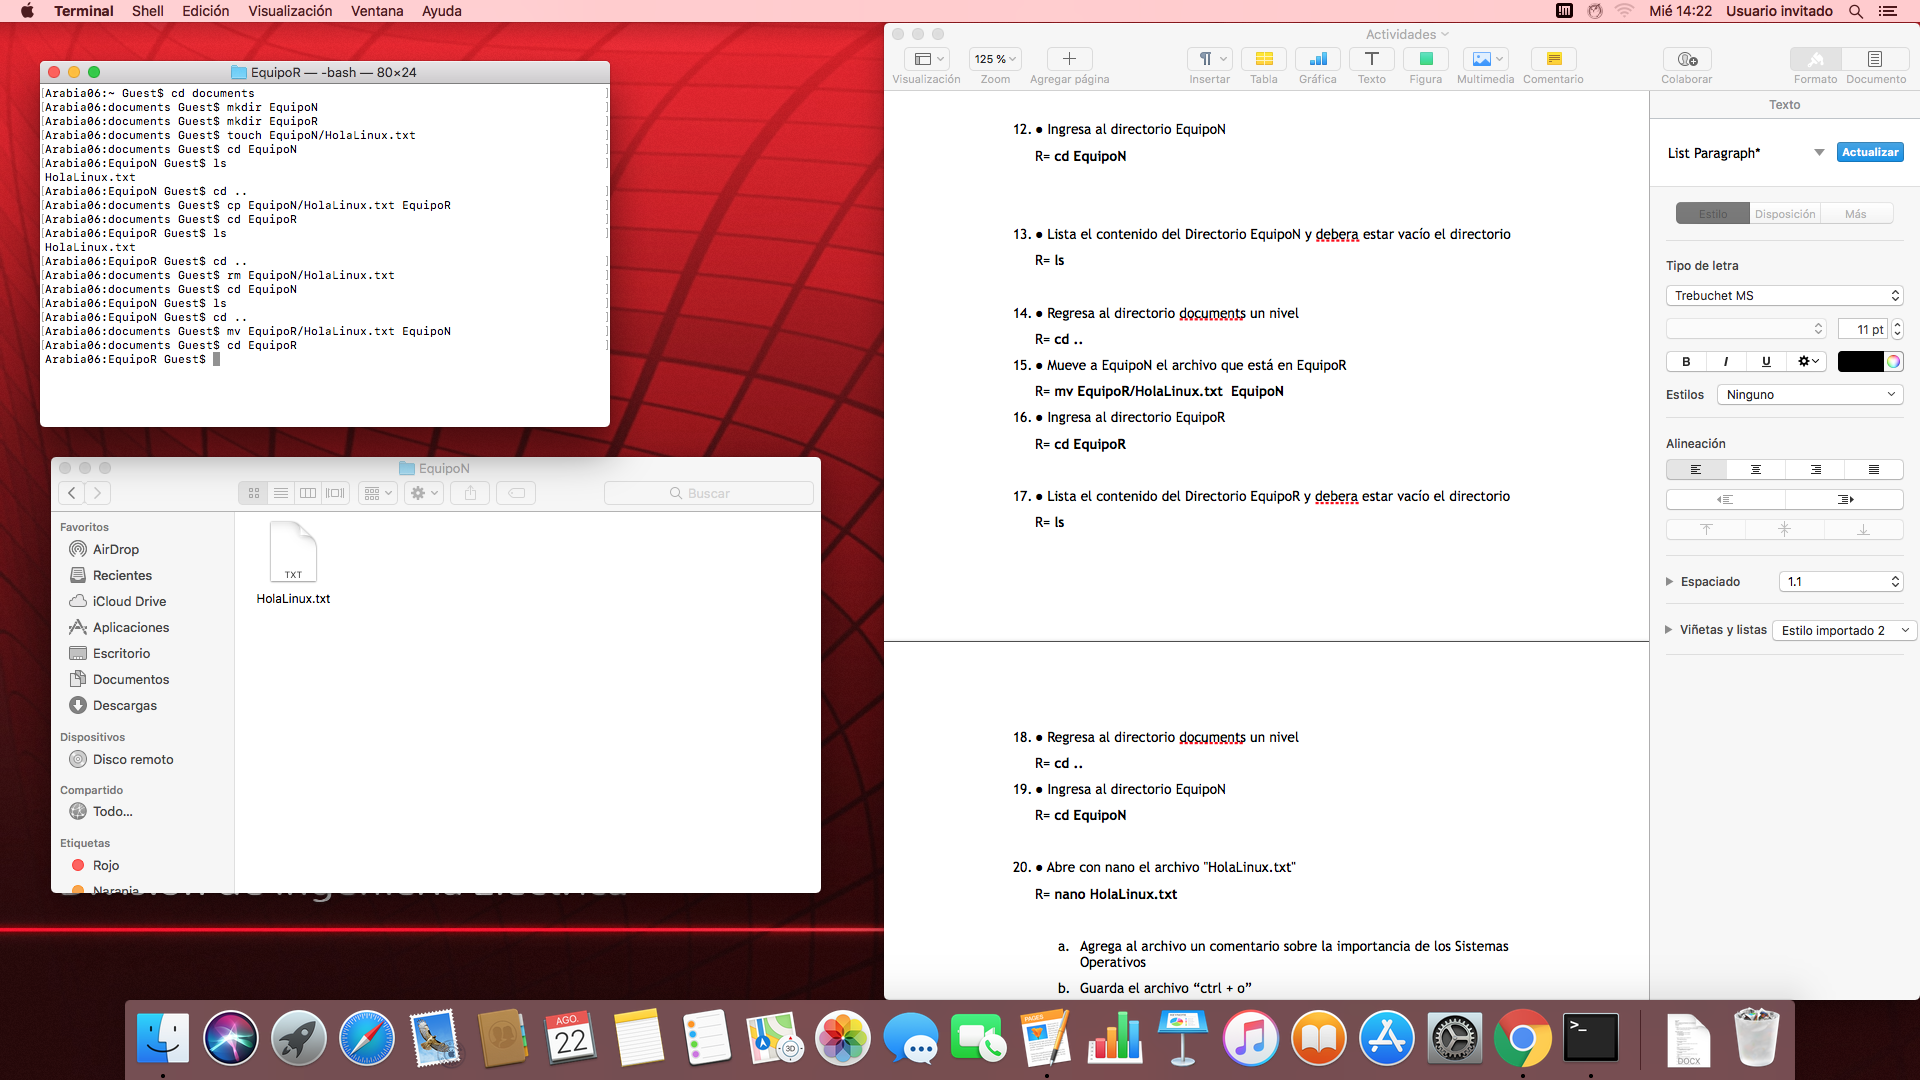 Terminal Shell Edición Visualización Ventana Ayuda
Mié 14:22 Usuario invitado
EquipoR — -bash — 80×24
[Arabia06:~ Guest$ cd documents ]
[Arabia06:documents Guest$ mkdir EquipoN ]
[Arabia06:documents Guest$ mkdir EquipoR ]
[Arabia06:documents Guest$ touch EquipoN/HolaLinux.txt ]
[Arabia06:documents Guest$ cd EquipoN ]
[Arabia06:EquipoN Guest$ ls ]
HolaLinux.txt
[Arabia06:EquipoN Guest$ cd .. ]
[Arabia06:documents Guest$ cp EquipoN/HolaLinux.txt EquipoR ]
[Arabia06:documents Guest$ cd EquipoR ]
[Arabia06:EquipoR Guest$ ls ]
HolaLinux.txt
[Arabia06:EquipoR Guest$ cd .. ]
[Arabia06:documents Guest$ rm EquipoN/HolaLinux.txt ]
[Arabia06:documents Guest$ cd EquipoN ]
[Arabia06:EquipoN Guest$ ls ]
[Arabia06:EquipoN Guest$ cd .. ]
[Arabia06:documents Guest$ mv EquipoR/HolaLinux.txt EquipoN ]
[Arabia06:documents Guest$ cd EquipoR ]
Arabia06:EquipoR Guest$
EquipoN
Buscar
Favoritos
AirDrop
Recientes
iCloud Drive
Aplicaciones
Escritorio
Documentos
Descargas
Dispositivos
Disco remoto
Compartido
Todo...
Etiquetas
Rojo
Naranja
TXT
HolaLinux.txt
Actividades
125 %
Visualización Zoom Agregar página Insertar Tabla Gráfica Texto Figura Multimedia Comentario Colaborar Formato Documento
12. ● Ingresa al directorio EquipoN
R= cd EquipoN
13. ● Lista el contenido del Directorio EquipoN y debera estar vacío el directorio
R= ls
14. ● Regresa al directorio documents un nivel
R= cd ..
15. ● Mueve a EquipoN el archivo que está en EquipoR
R= mv EquipoR/HolaLinux.txt EquipoN
16. ● Ingresa al directorio EquipoR
R= cd EquipoR
17. ● Lista el contenido del Directorio EquipoR y debera estar vacío el directorio
R= ls
18. ● Regresa al directorio documents un nivel
R= cd ..
19. ● Ingresa al directorio EquipoN
R= cd EquipoN
20. ● Abre con nano el archivo "HolaLinux.txt"
R= nano HolaLinux.txt
a. Agrega al archivo un comentario sobre la importancia de los Sistemas
Operativos
b. Guarda el archivo “ctrl + o”
Texto
List Paragraph* Actualizar
Estilo Disposición Más
Tipo de letra
Trebuchet MS
11 pt
B I U
Estilos Ninguno
Alineación
Espaciado 1.1
Viñetas y listas Estilo importado 2
AGO.
22
3D
PAGES
>_
DOCX